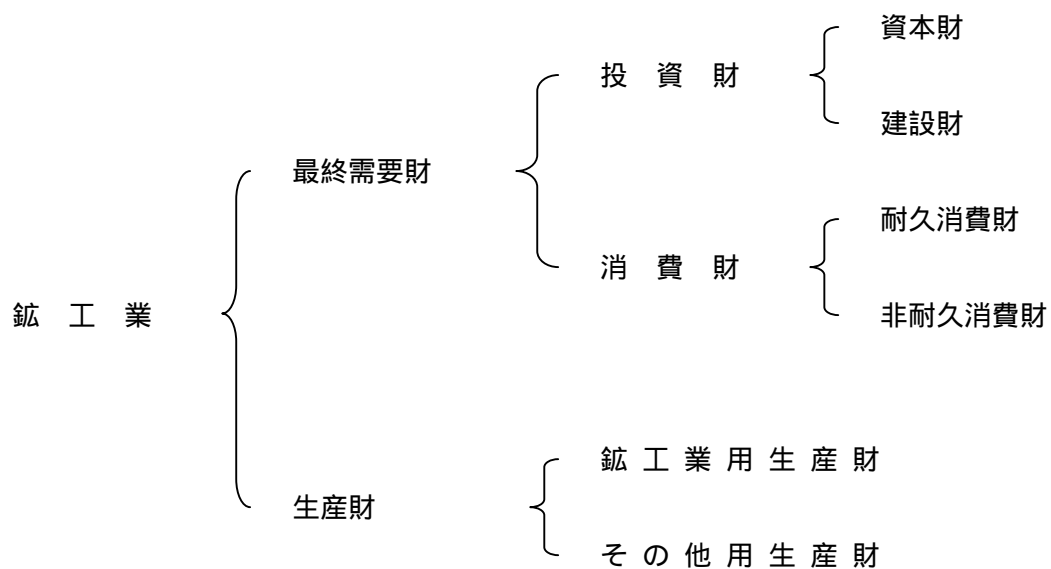 資本財
投資財
建設財
最終需要財
耐久消費財
消費財
非耐久消費財
鉱工業
鉱工業用生産財
生産財
その他用生産財